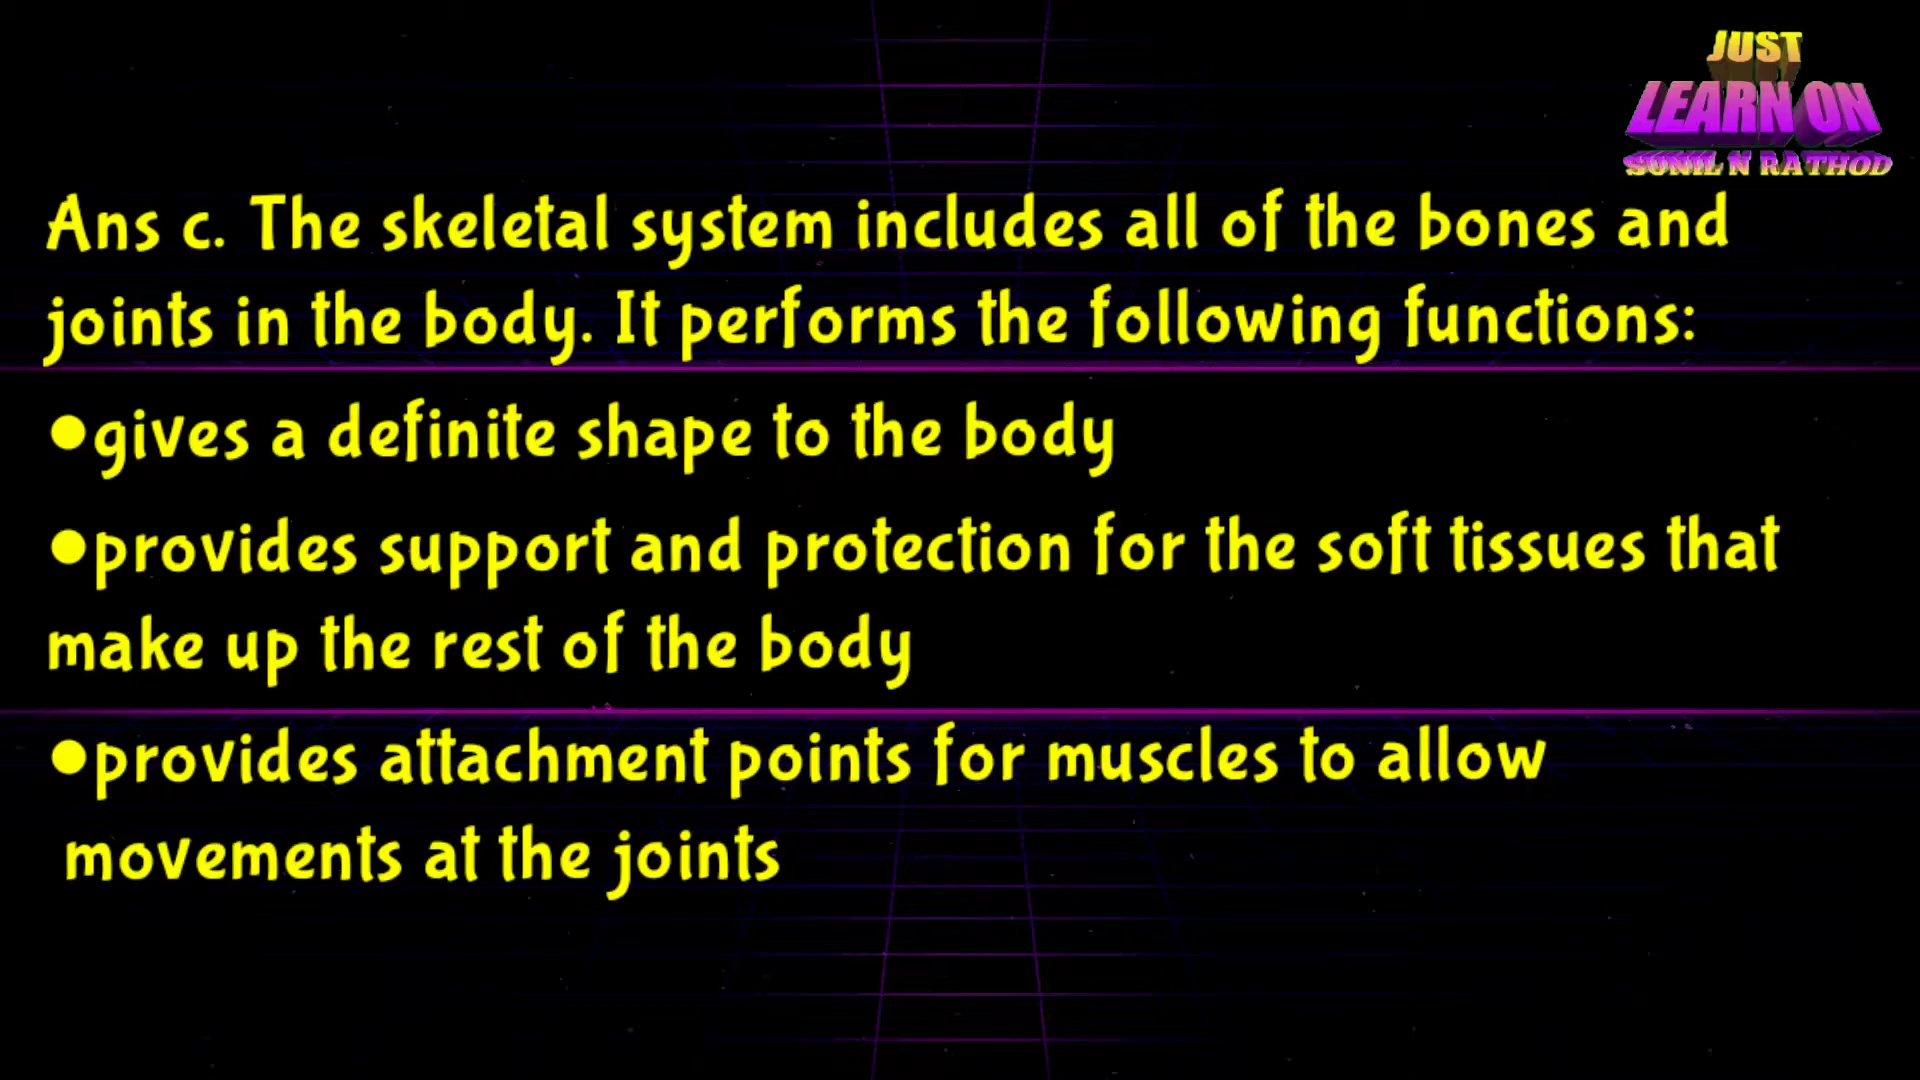 JUST
LEARN ON
SUNIL N RATHOD
Ans c. The skeletal system includes all of the bones and
joints in the body. It performs the following functions:
●gives a definite shape to the body
●provides support and protection for the soft tissues that
make up the rest of the body
●provides attachment points for muscles to allow
movements at the joints